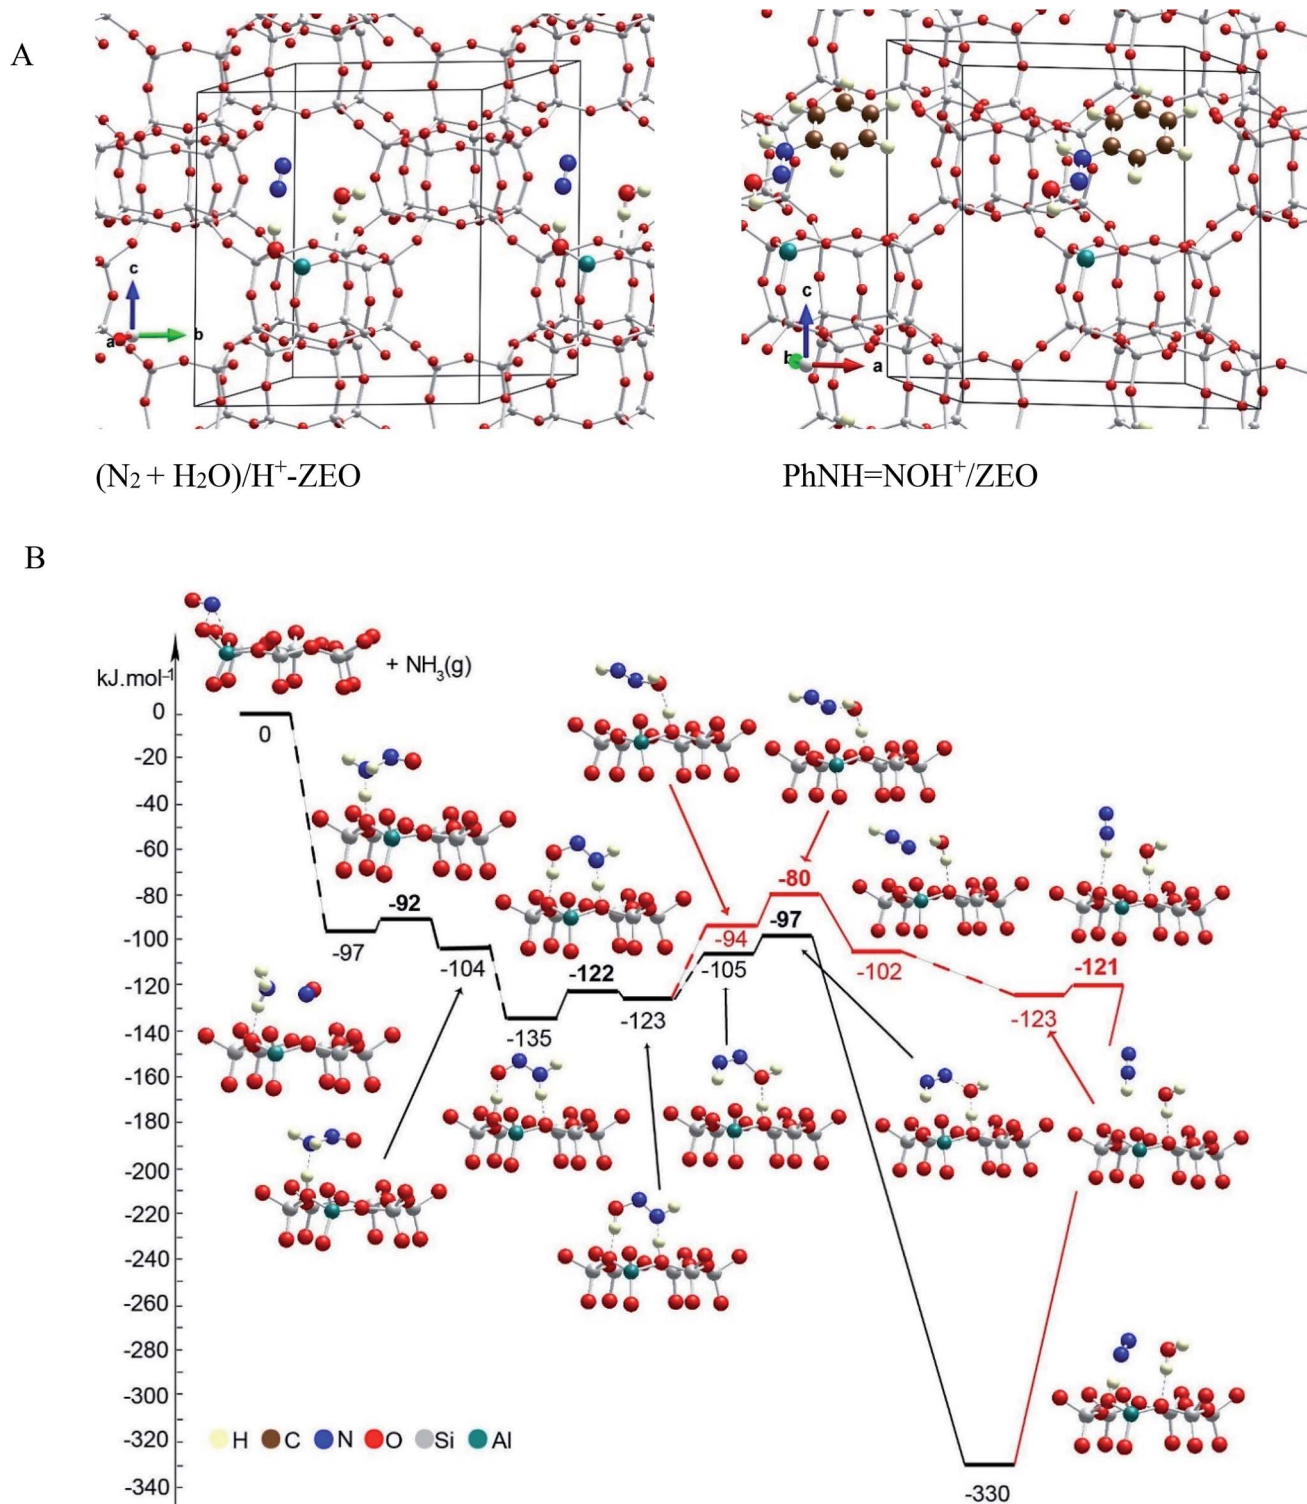 A
c
a
b
c
b
a
(N₂ + H₂O)/H⁺-ZEO
PhNH=NOH⁺/ZEO
B
kJ.mol⁻¹
+ NH₃(g)
0
-20
-40
-60
-80
-100
-120
-140
-160
-180
-200
-220
-240
-260
-280
-300
-320
-340
0
-97
-92
-104
-135
-122
-123
-94
-105
-80
-97
-102
-123
-121
-330
H C N O Si Al